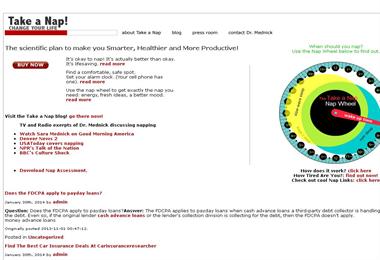 Take a Nap!
CHANGE YOUR LIFE.
about Take a Nap blog press room contact Dr. Mednick
The scientific plan to make you Smarter, Healthier and More Productive!
BUY NOW
It's okay to nap! It's actually better than okay.
It's lifesaving. read more
Find a comfortable, safe spot.
Set your alarm clock. (Your cell phone has one). read more
Use the nap wheel to get exactly the nap you need: energy, fresh ideas, a better mood.
read more
When should you nap?
Use the Nap Wheel below to find out.
Take a Nap
Nap Wheel
wake up
How does it work? click here
How Tired Are You?: find out now!
Check out cool Nap Links: click here
Visit the Take a Nap blog! go there now!
TV and Radio excerpts of Dr. Mednick discussing napping
Watch Sara Mednick on Good Morning America
Denver News 2
USAToday covers napping
NPR's Talk of the Nation
BBC's Culture Shock
Download Nap Assessment.
Does the FDCPA apply to payday loans?
January 30th, 2014 by admin
Question: Does the FDCPA apply to payday loans?Answer: The FDCPA applies to payday loans when cash advance loans a third-party debt collector is handling
the debt. Even so, if the original lender cash advance loans or the lender's collection division is collecting for the debt, then the FDCPA doesn't apply.
money advance loans
Originally posted 2013-11-01 00:47:12.
Posted in Uncategorized
Find The Best Car Insurance Deals At Carinsuranceresearcher
January 30th, 2014 by admin